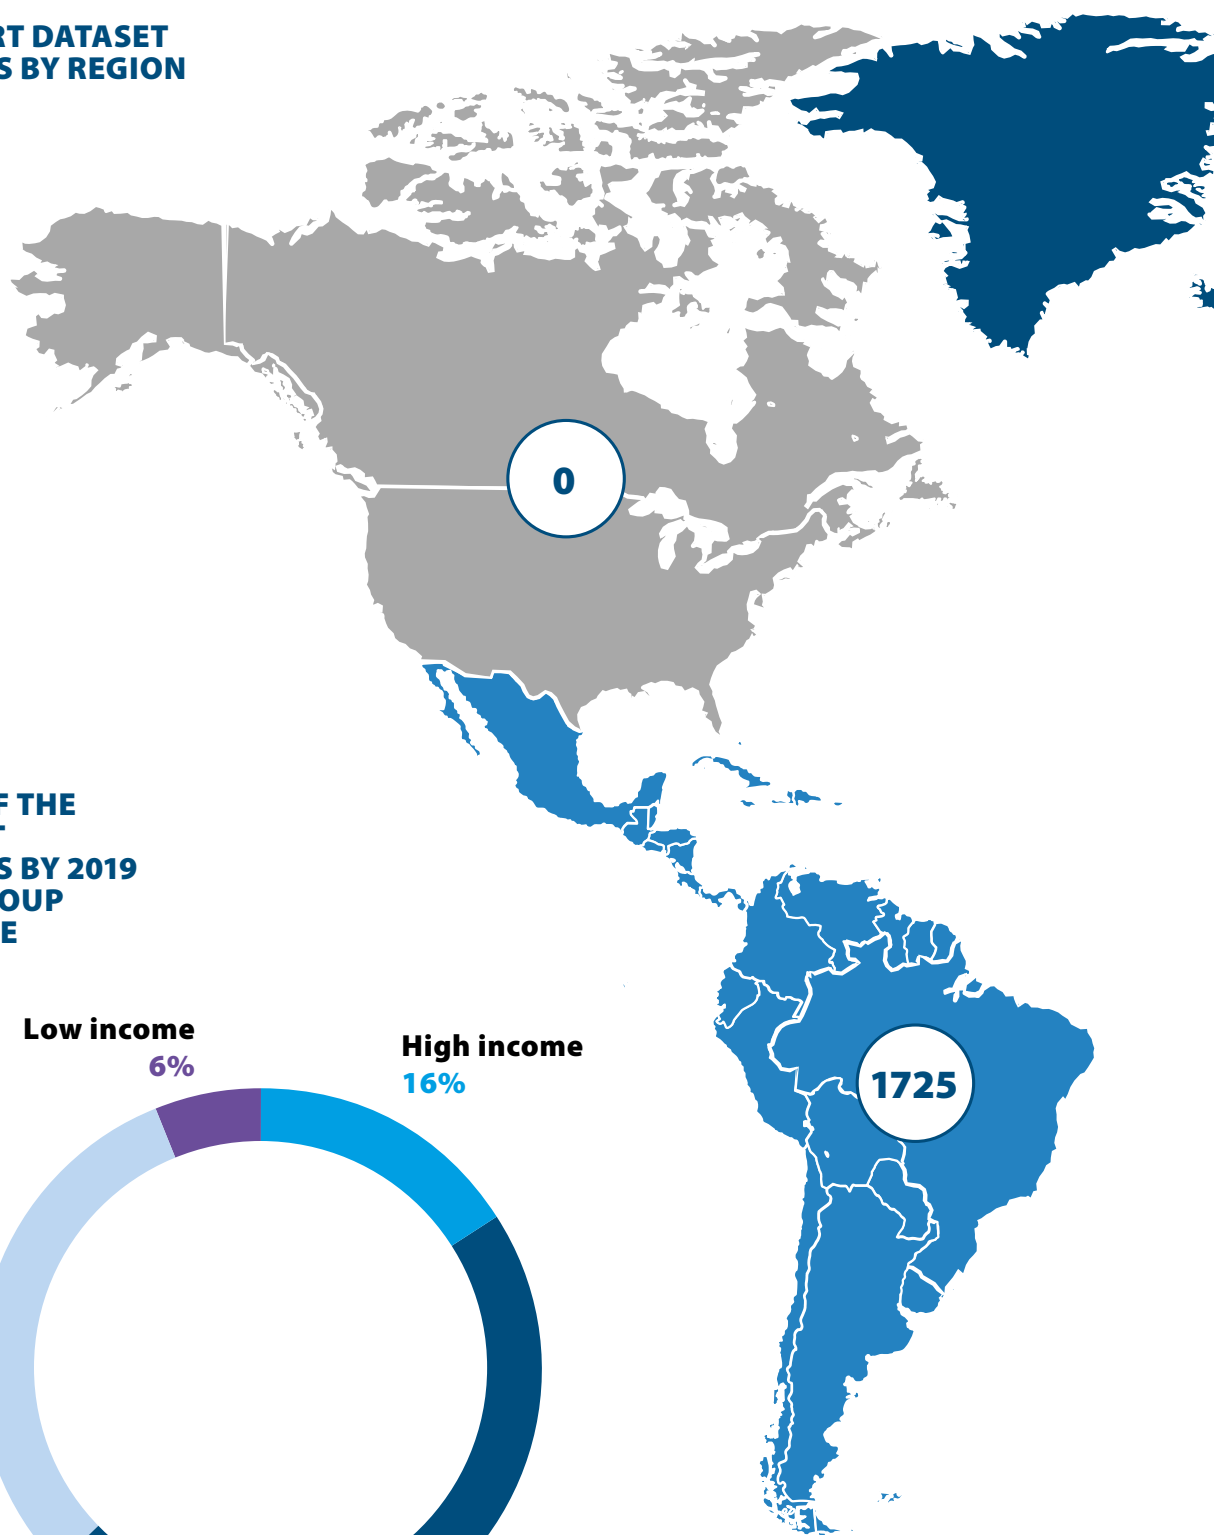 RT DATASET
S BY REGION
0
F THE
S BY 2019
OUP
E
Low income
6%
High income
16%
1725